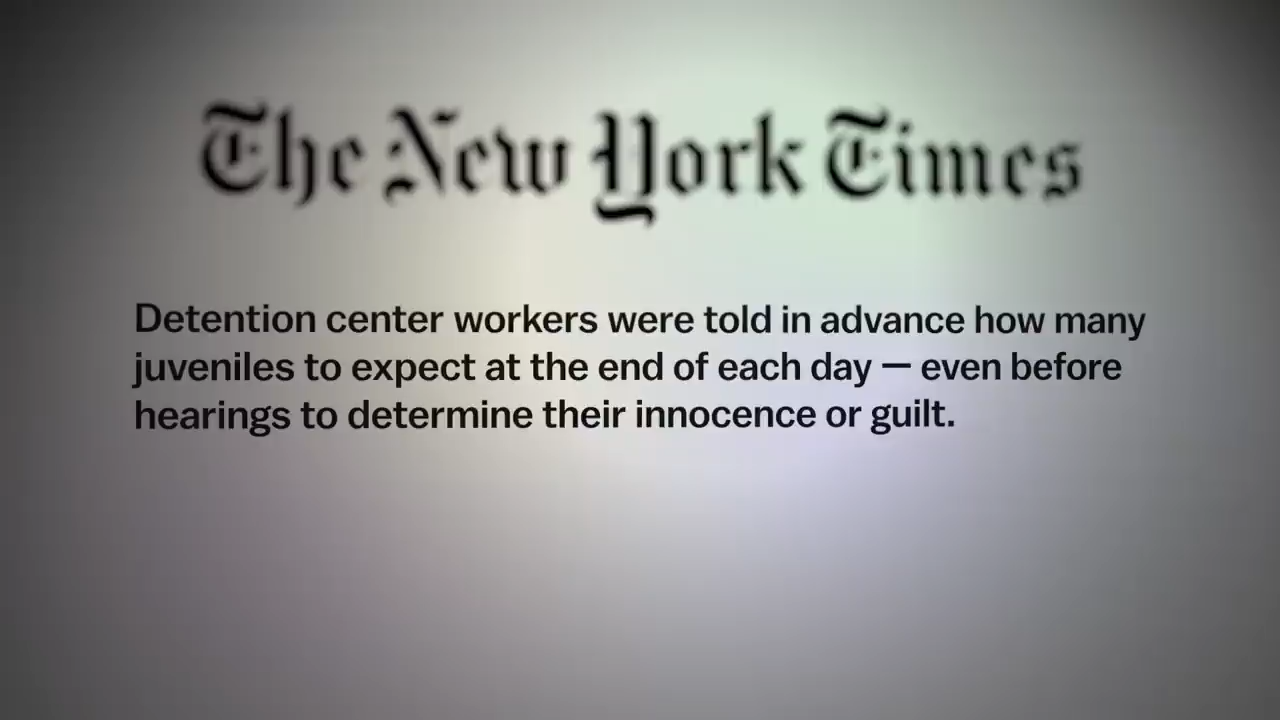 The New York Times
Detention center workers were told in advance how many
juveniles to expect at the end of each day — even before
hearings to determine their innocence or guilt.